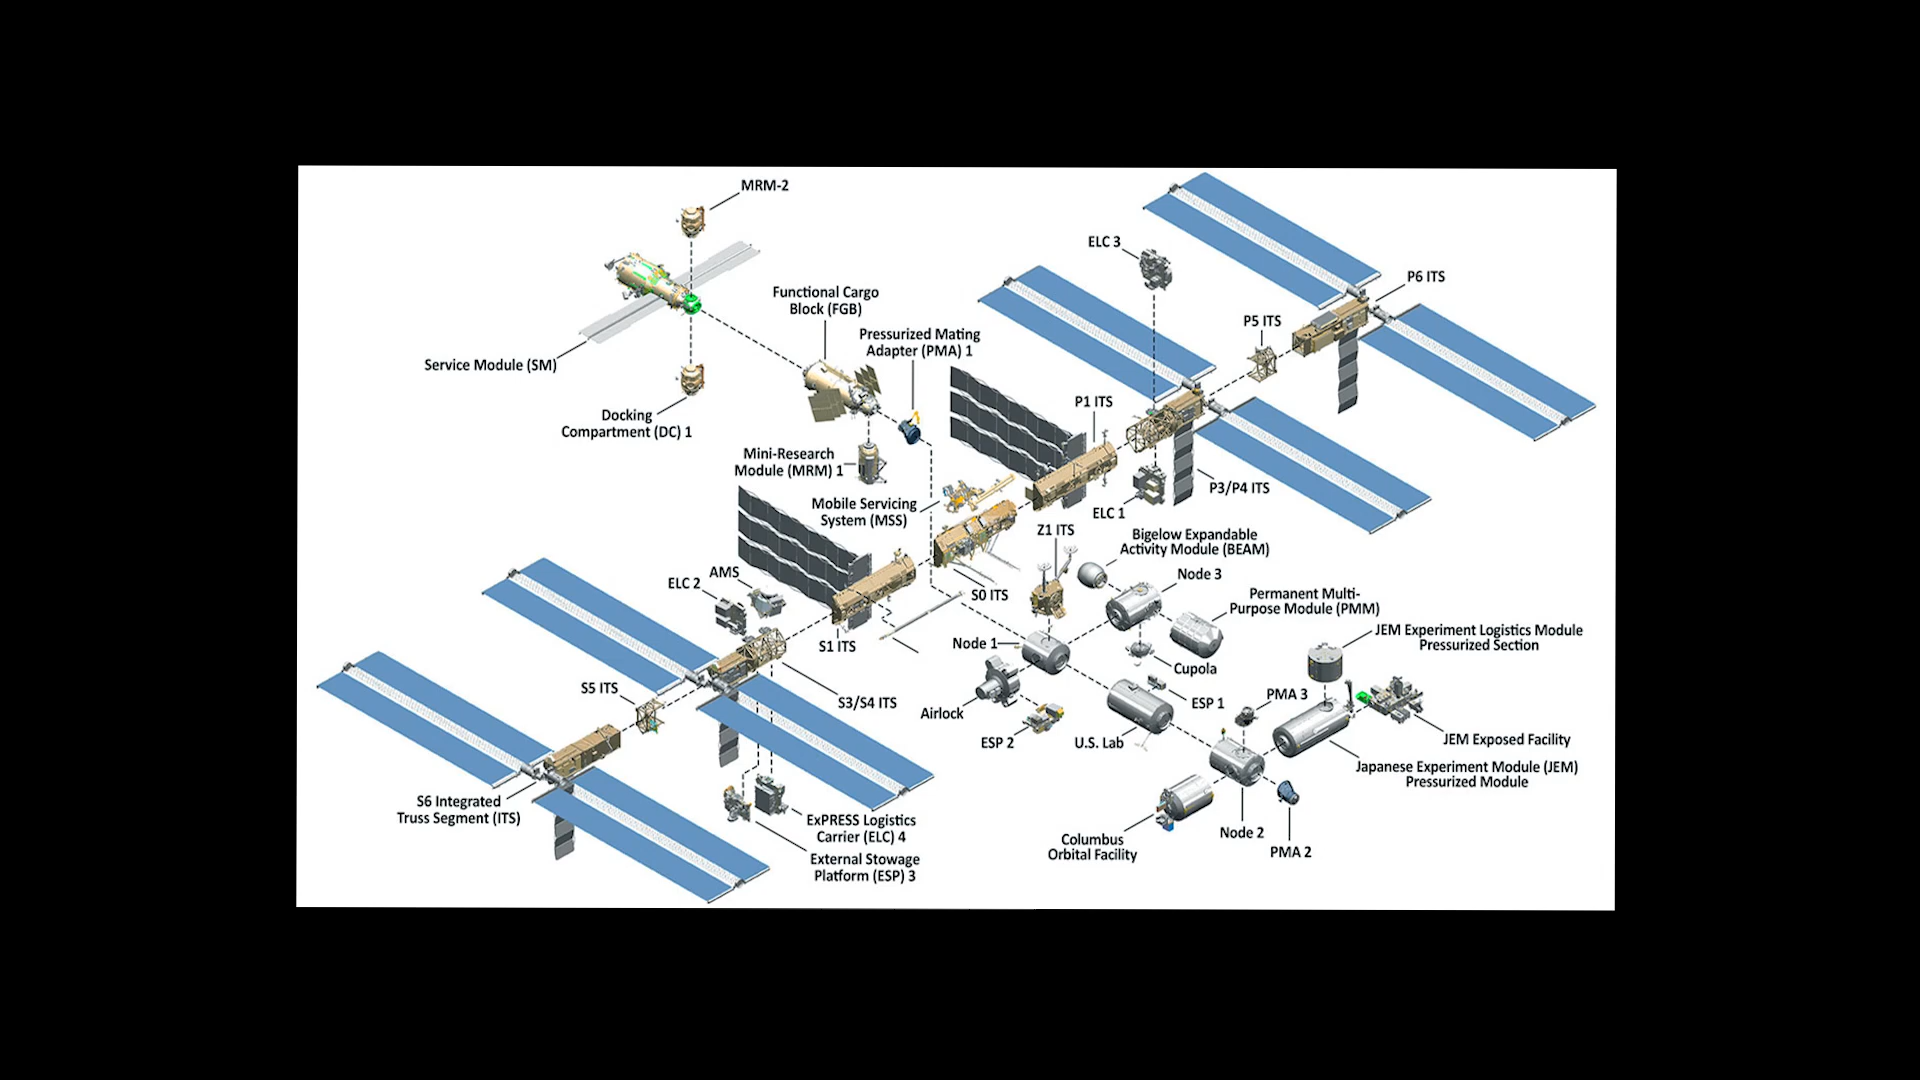 MRM-2
ELC 3
P6 ITS
Functional Cargo
Block (FGB)
P5 ITS
Pressurized Mating
Adapter (PMA) 1
Service Module (SM)
P1 ITS
Docking
Compartment (DC) 1
Mini-Research
Module (MRM) 1
P3/P4 ITS
Mobile Servicing
System (MSS)
ELC 1
Z1 ITS
Bigelow Expandable
Activity Module (BEAM)
Node 3
AMS
ELC 2
S0 ITS
Permanent Multi-
Purpose Module (PMM)
JEM Experiment Logistics Module
Pressurized Section
S1 ITS
Node 1
Cupola
S5 ITS
S3/S4 ITS
Airlock
ESP 1
PMA 3
ESP 2
U.S. Lab
JEM Exposed Facility
Japanese Experiment Module (JEM)
Pressurized Module
S6 Integrated
Truss Segment (ITS)
ExPRESS Logistics
Carrier (ELC) 4
Node 2
Columbus
Orbital Facility
PMA 2
External Stowage
Platform (ESP) 3